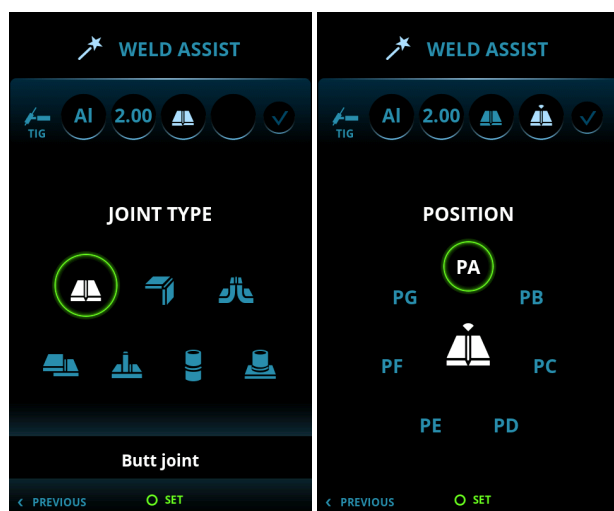 WELD ASSIST
TIG
Al
2.00
JOINT TYPE
Butt joint
PREVIOUS
SET
WELD ASSIST
TIG
Al
2.00
POSITION
PA
PG
PB
PF
PC
PE
PD
PREVIOUS
SET